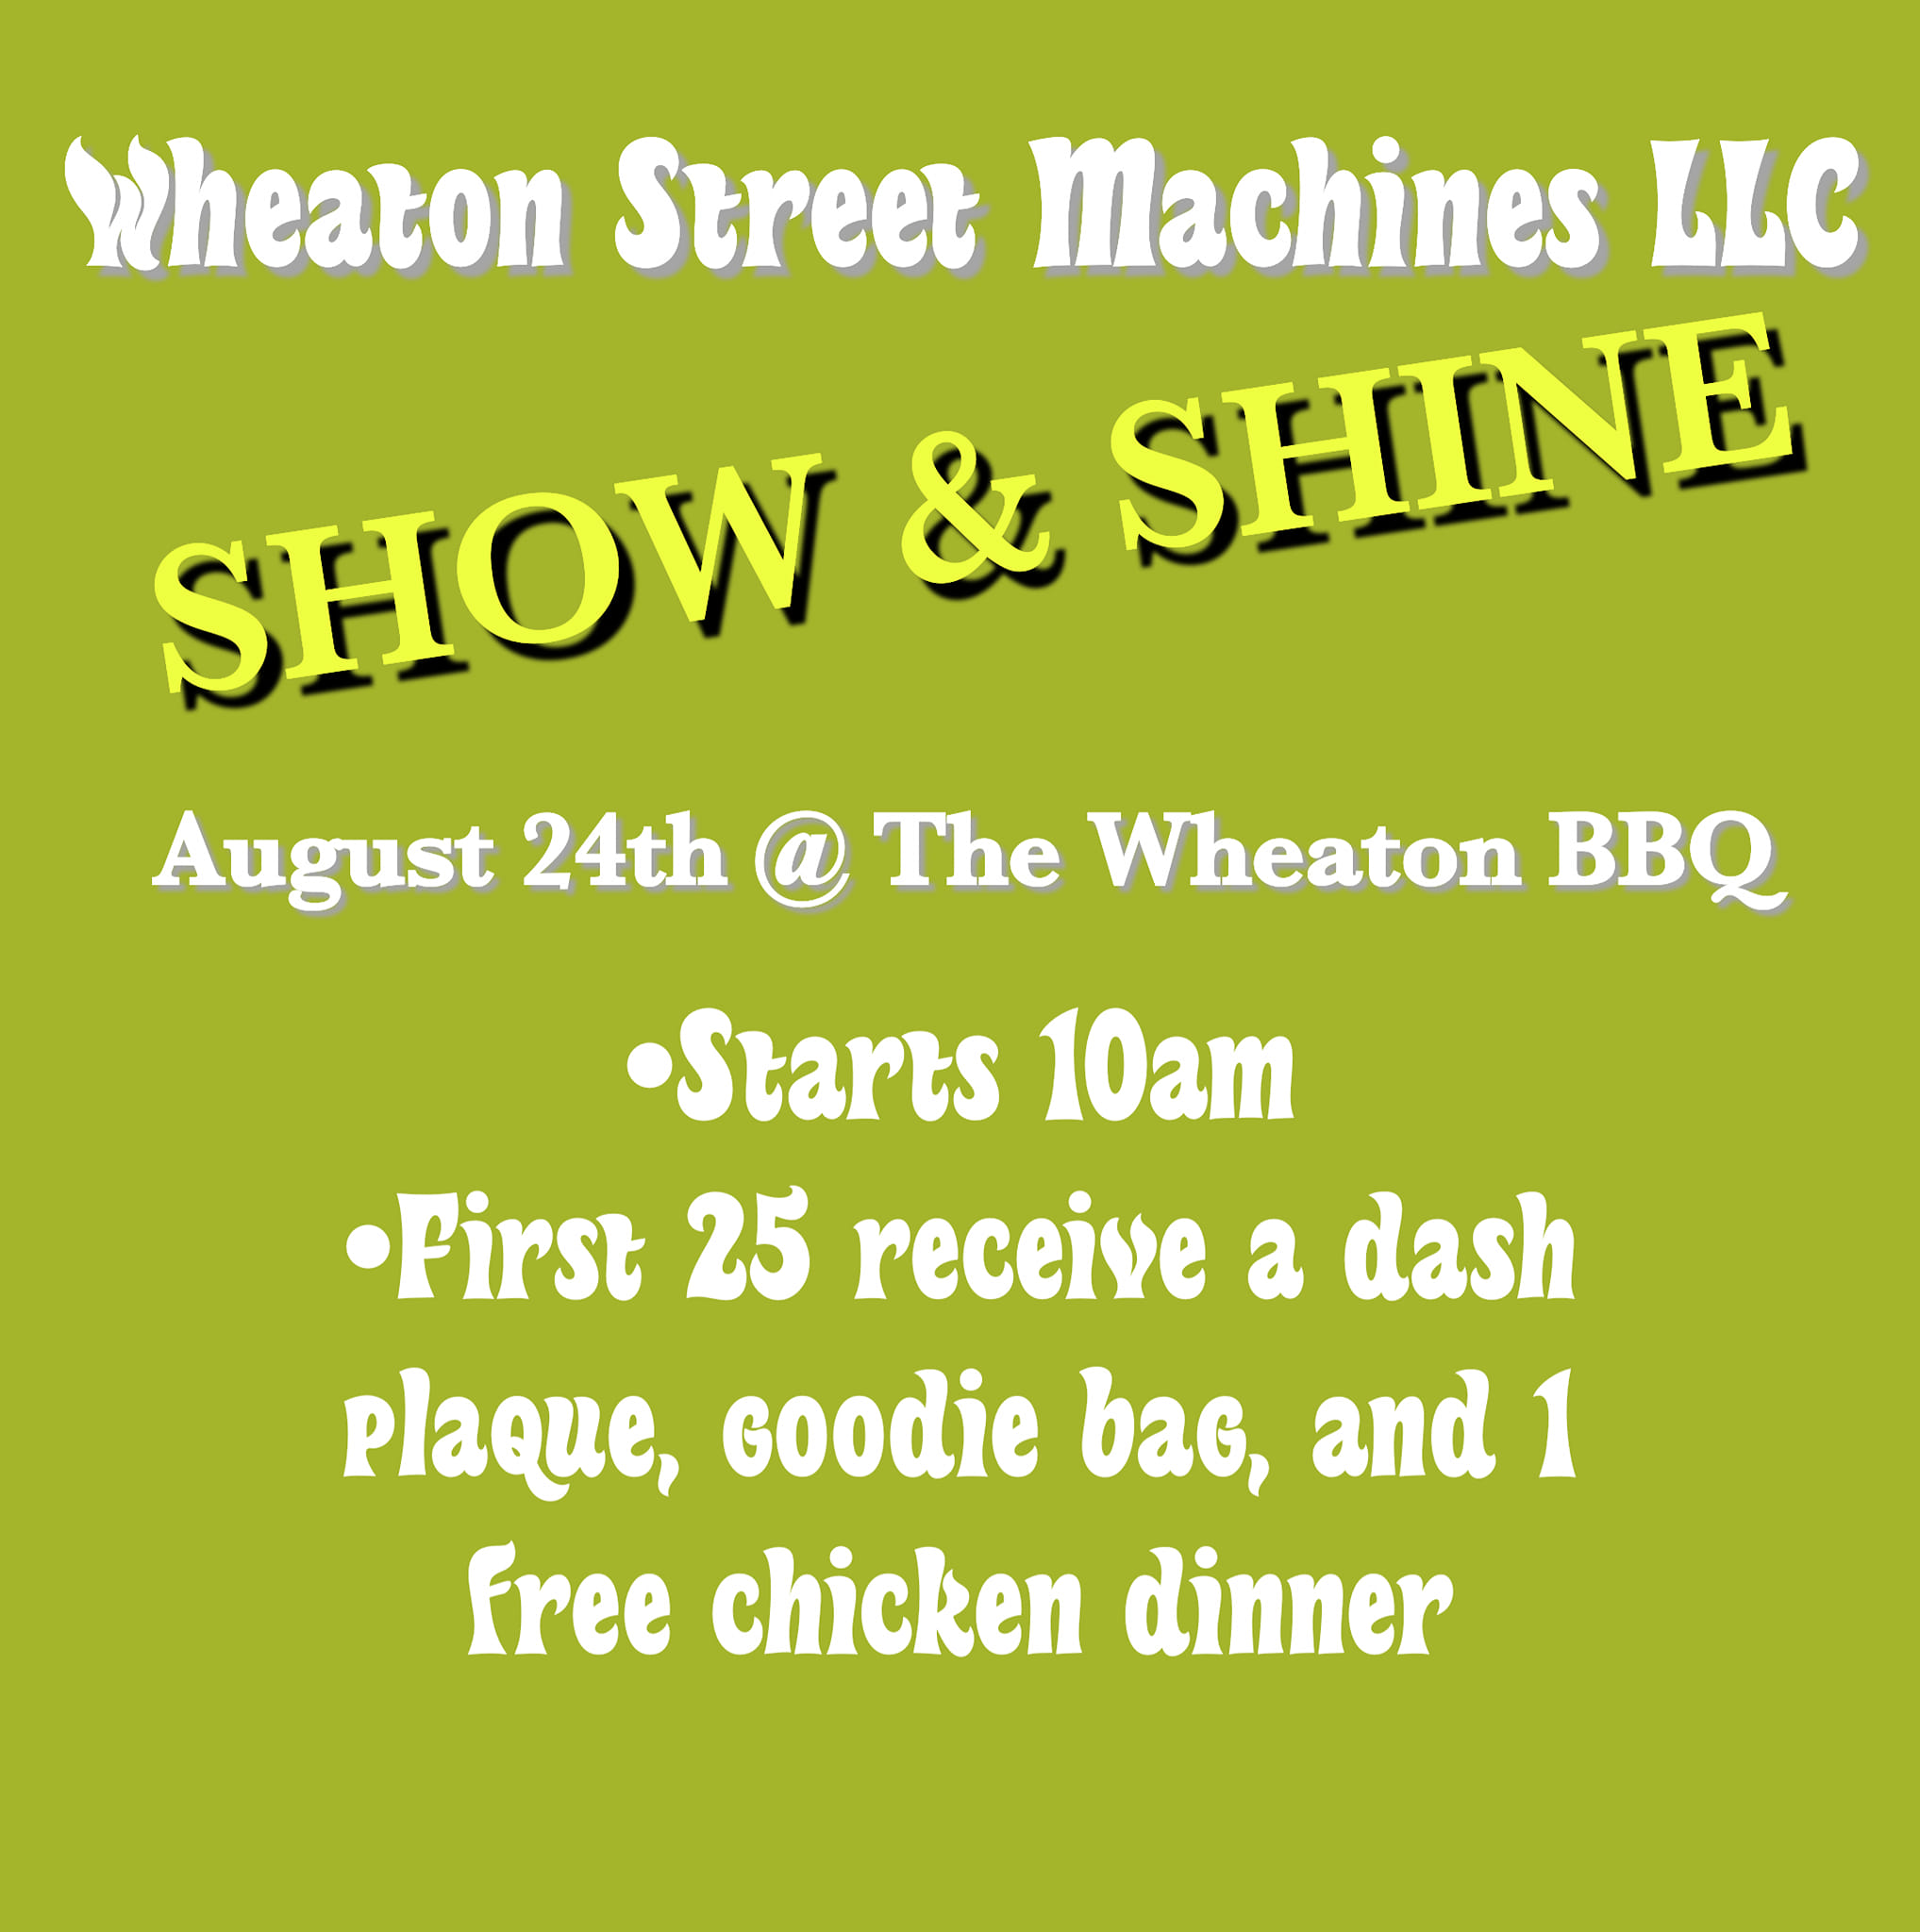 Wheaton Street Machines LLC
SHOW & SHINE
August 24th @ The Wheaton BBQ
•Starts 10am
•First 25 receive a dash
plaque, goodie bag, and 1
free chicken dinner